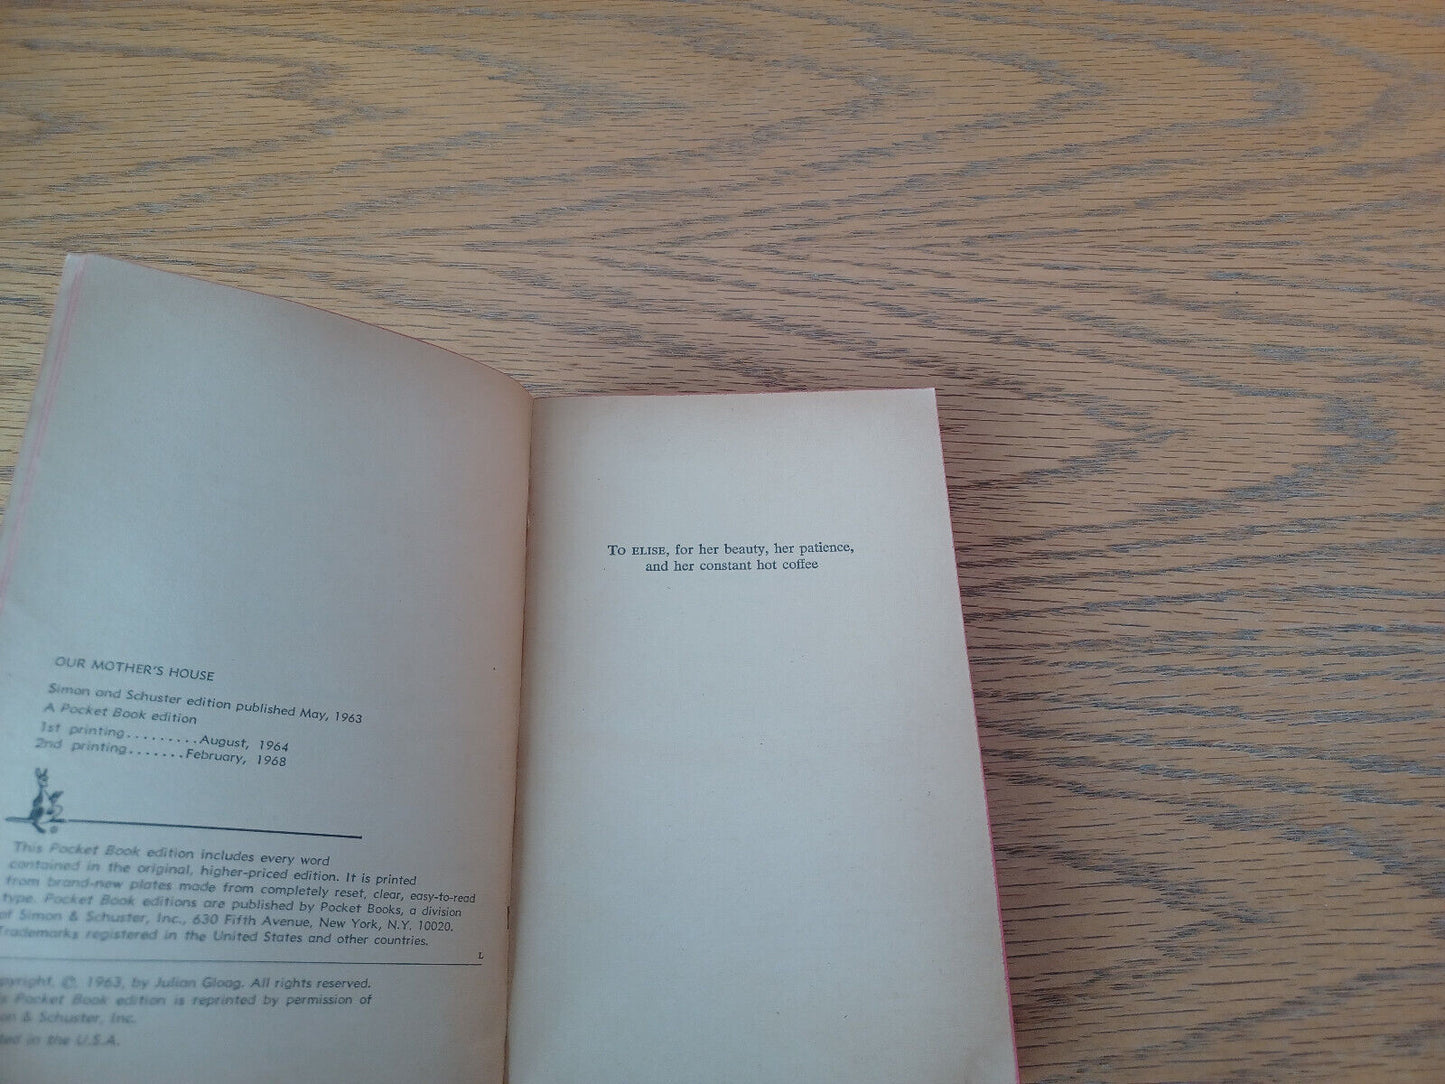 OUR MOTHER'S HOUSE
Simon and Schuster edition published May, 1963
A Pocket Book edition
1st printing.........August, 1964
2nd printing.......February, 1968
This Pocket Book edition includes every word
contained in the original, higher-priced edition. It is printed
from brand-new plates made from completely reset, clear, easy-to-read
type. Pocket Book editions are published by Pocket Books, a division
of Simon & Schuster, Inc., 630 Fifth Avenue, New York, N.Y. 10020.
Trademarks registered in the United States and other countries.
L
©, 1963, by Julian Gloag. All rights reserved.
Pocket Book edition is reprinted by permission of
& Schuster, Inc.
in the U.S.A.
To ELISE, for her beauty, her patience,
and her constant hot coffee